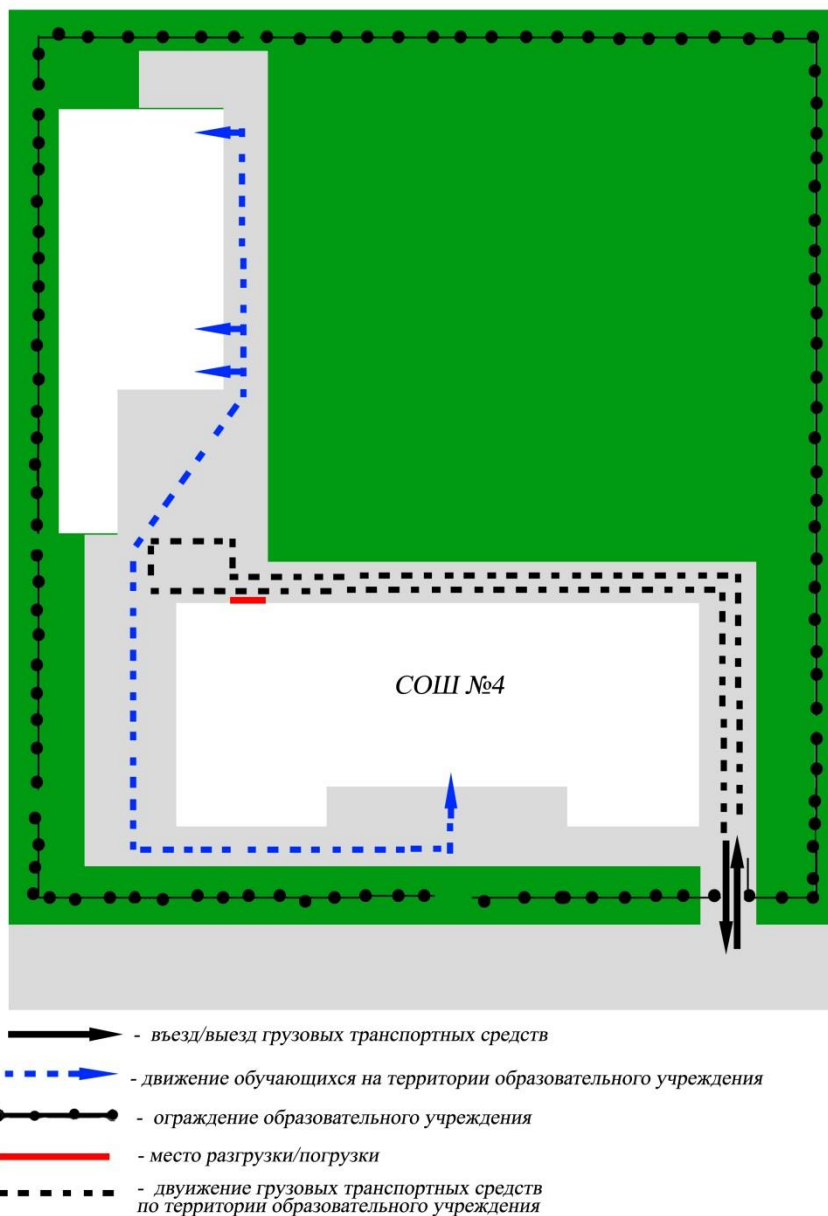 СОШ №4
- въезд/выезд грузовых транспортных средств
- движение обучающихся на территории образовательного учреждения
- ограждение образовательного учреждения
- место разгрузки/погрузки
- двуижение грузовых транспортных средств
по территории образовательного учреждения